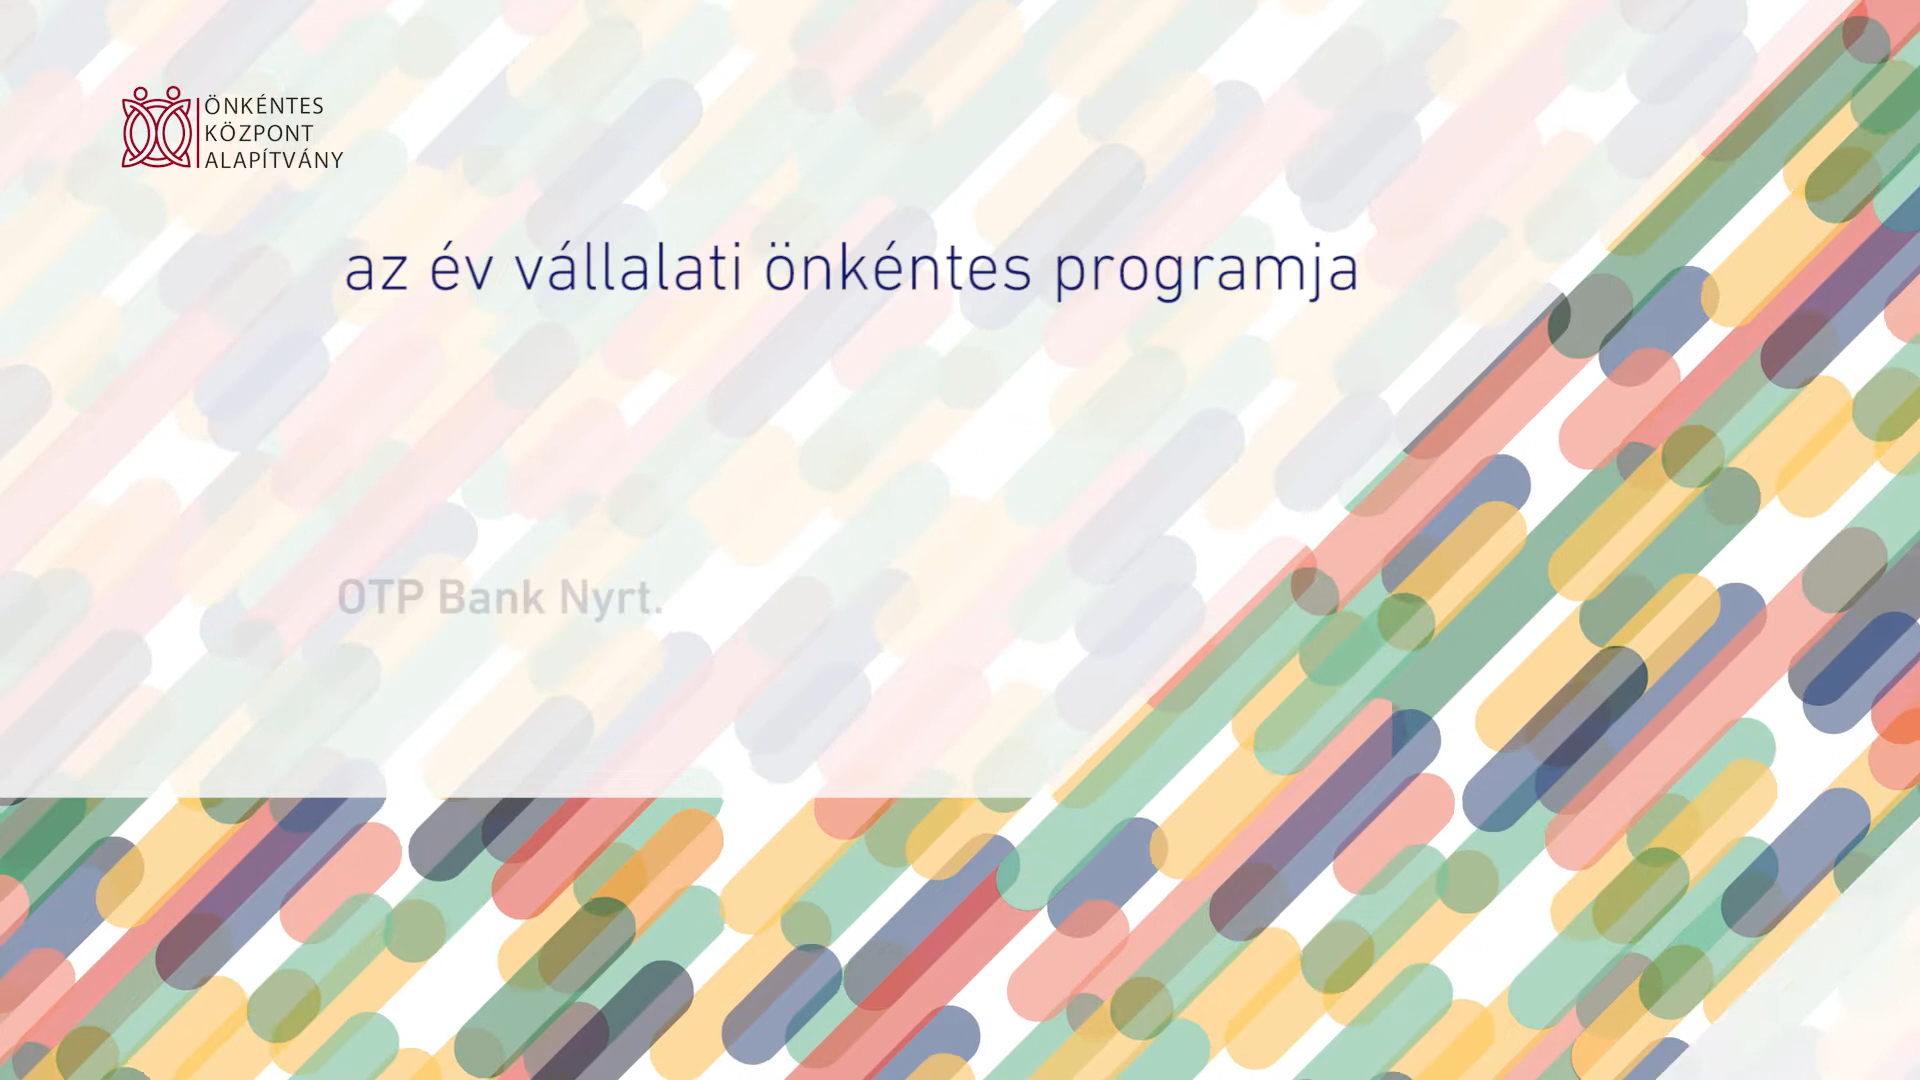 ÖNKÉNTES
KÖZPONT
ALAPÍTVÁNY
az év vállalati önkéntes programja
OTP Bank Nyrt.